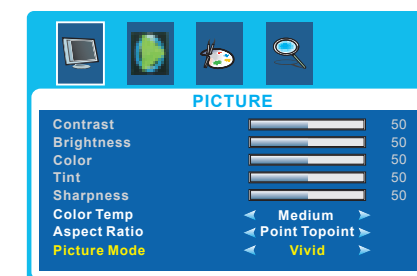 PICTURE
Contrast 50
Brightness 50
Color 50
Tint 50
Sharpness 50
Color Temp Medium
Aspect Ratio Point Topoint
Picture Mode Vivid